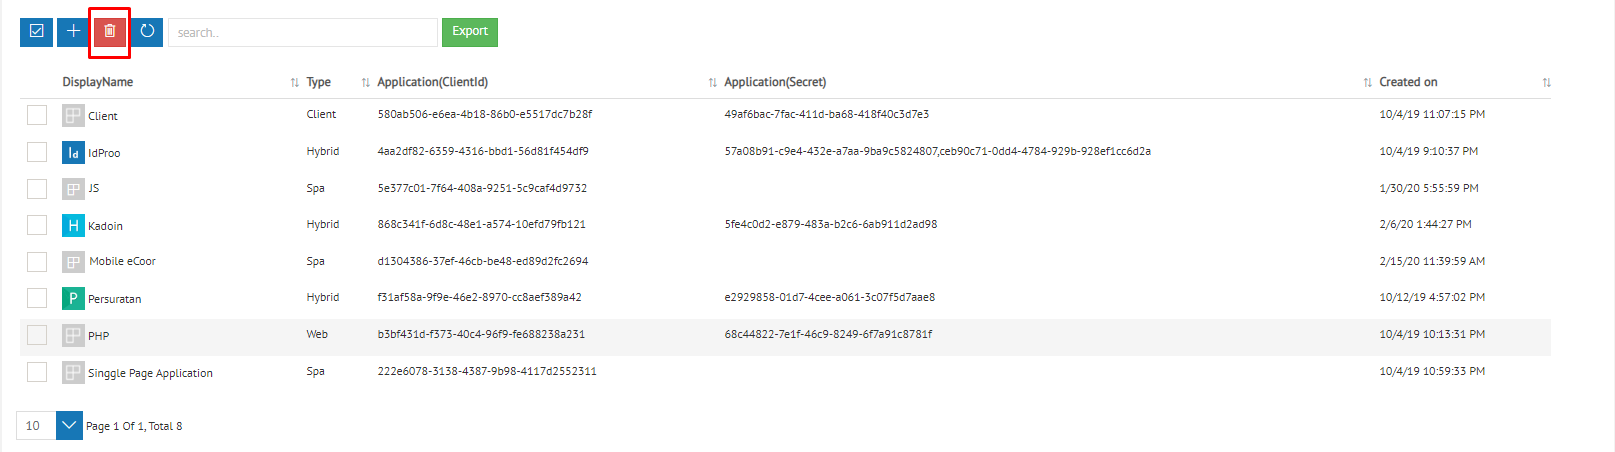 search.. Export
DisplayName Type Application(ClientId) Application(Secret) Created on
Client Client 580ab506-e6ea-4b18-86b0-e5517dc7b28f 49af6bac-7fac-411d-ba68-418f40c3d7e3 10/4/19 11:07:15 PM
Id IdProo Hybrid 4aa2df82-6359-4316-bbd1-56d81f454df9 57a08b91-c9e4-432e-a7aa-9ba9c5824807,ceb90c71-0dd4-4784-929b-928ef1cc6d2a 10/4/19 9:10:37 PM
JS Spa 5e377c01-7f64-408a-9251-5c9caf4d9732 1/30/20 5:55:59 PM
H Kadoin Hybrid 868c341f-6d8c-48e1-a574-10efd79fb121 5fe4c0d2-e879-483a-b2c6-6ab911d2ad98 2/6/20 1:44:27 PM
Mobile eCoor Spa d1304386-37ef-46cb-be48-ed89d2fc2694 2/15/20 11:39:59 AM
P Persuratan Hybrid f31af58a-9f9e-46e2-8970-cc8aef389a42 e2929858-01d7-4cee-a061-3c07f5d7aae8 10/12/19 4:57:02 PM
PHP Web b3bf431d-f373-40c4-96f9-fe688238a231 68c44822-7e1f-46c9-8249-6f7a91c8781f 10/4/19 10:13:31 PM
Singgle Page Application Spa 222e6078-3138-4387-9b98-4117d2552311 10/4/19 10:59:33 PM
10 Page 1 Of 1, Total 8